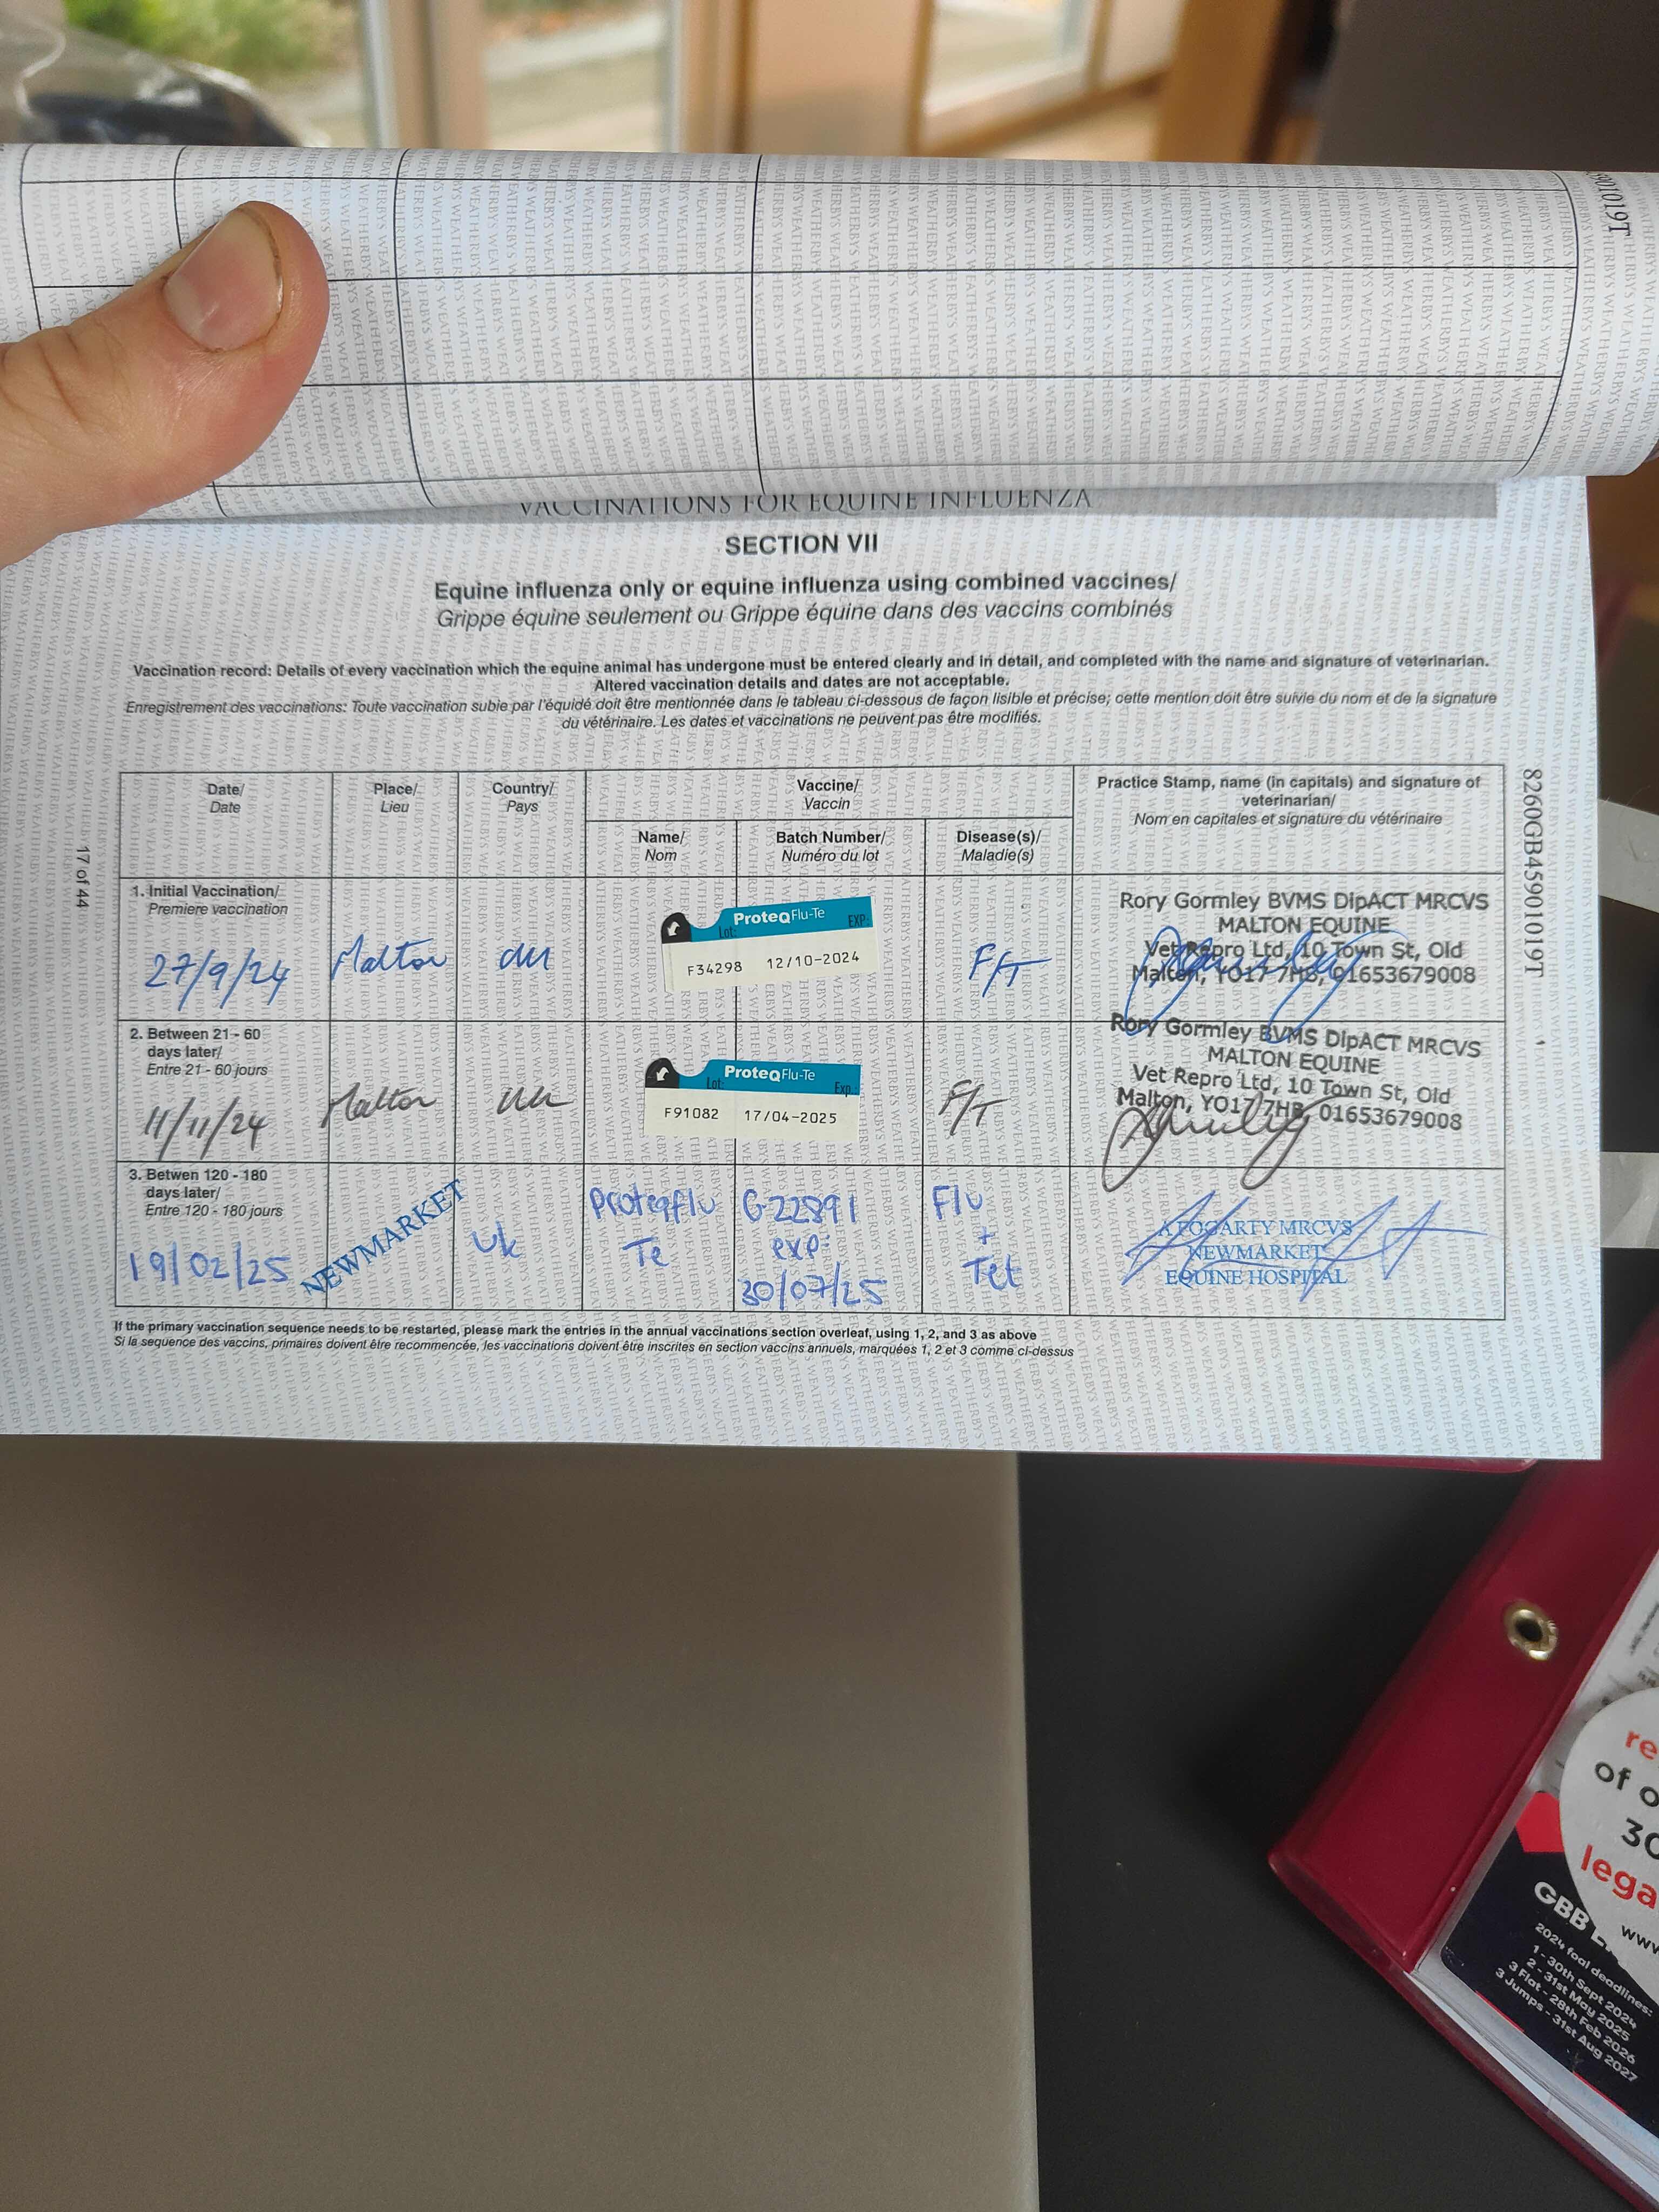 VACCINATIONS FOR EQUINE INFLUENZA
SECTION VII
Equine influenza only or equine influenza using combined vaccines/
Grippe équine seulement ou Grippe équine dans des vaccins combinés
Vaccination record: Details of every vaccination which the equine animal has undergone must be entered clearly and in detail, and completed with the name and signature of veterinarian.
Altered vaccination details and dates are not acceptable.
Enregistrement des vaccinations: Toute vaccination subie par l'équidé doit être mentionnée dans le tableau ci-dessous de façon lisible et précise; cette mention doit être suivie du nom et de la signature
du vétérinaire. Les dates et vaccinations ne peuvent pas être modifiés.
Date/
Date
Place/
Lieu
Country/
Pays
Vaccine/
Vaccin
Name/
Nom
Batch Number/
Numéro du lot
Disease(s)/
Maladie(s)
Practice Stamp, name (in capitals) and signature of
veterinarian/
Nom en capitales et signature du vétérinaire
1. Initial Vaccination/
Premiere vaccination
27/9/24
Malton
UK
ProteqFlu-Te
Lot: EXP:
F34298 12/10-2024
F/T
Rory Gormley BVMS DipACT MRCVS
MALTON EQUINE
Vet Repro Ltd, 10 Town St, Old
Malton, YO17 7HB, 01653679008
2. Between 21 - 60
days later/
Entre 21 - 60 jours
11/11/24
Malton
UK
ProteqFlu-Te
Lot: Exp.:
F91082 17/04-2025
F/T
Rory Gormley BVMS DipACT MRCVS
MALTON EQUINE
Vet Repro Ltd, 10 Town St, Old
Malton, YO17 7HB, 01653679008
3. Betwen 120 - 180
days later/
Entre 120 - 180 jours
19/02/25
NEWMARKET
Uk
Proteqflu
Te
G22891
exp:
30/07/25
Flu
+
Tet
A FOGARTY MRCVS
NEWMARKET
EQUINE HOSPITAL
If the primary vaccination sequence needs to be restarted, please mark the entries in the annual vaccinations section overleaf, using 1, 2, and 3 as above
Si la sequence des vaccins, primaires doivent être recommencée, les vaccinations doivent être inscrites en section vaccins annuels, marquées 1, 2 et 3 comme ci-dessus
17 of 44
8260GB45901019T
01019T
WEATHERBYS
re
of o
30
lega
www
GBB
2024 foal deadlines:
1 - 30th Sept 2024
2 - 31st May 2025
3 Flat - 28th Feb 2026
3 Jumps - 31st Aug 2027